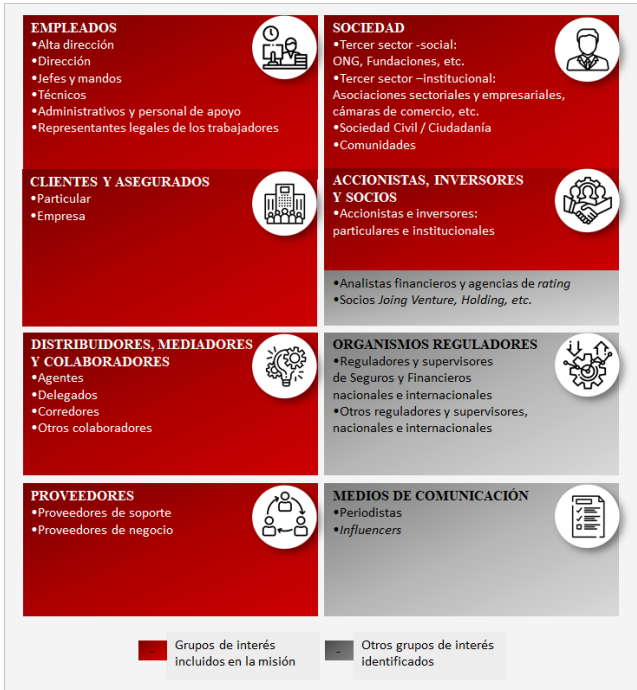 EMPLEADOS
•Alta dirección
•Dirección
•Jefes y mandos
•Técnicos
•Administrativos y personal de apoyo
•Representantes legales de los trabajadores
SOCIEDAD
•Tercer sector -social:
ONG, Fundaciones, etc.
•Tercer sector –institucional:
Asociaciones sectoriales y empresariales,
cámaras de comercio, etc.
•Sociedad Civil / Ciudadanía
•Comunidades
CLIENTES Y ASEGURADOS
•Particular
•Empresa
ACCIONISTAS, INVERSORES
Y SOCIOS
•Accionistas e inversores:
particulares e institucionales
•Analistas financieros y agencias de rating
•Socios Joing Venture, Holding, etc.
DISTRIBUIDORES, MEDIADORES
Y COLABORADORES
•Agentes
•Delegados
•Corredores
•Otros colaboradores
ORGANISMOS REGULADORES
•Reguladores y supervisores
de Seguros y Financieros
nacionales e internacionales
•Otros reguladores y supervisores,
nacionales e internacionales
PROVEEDORES
•Proveedores de soporte
•Proveedores de negocio
MEDIOS DE COMUNICACIÓN
•Periodistas
•Influencers
- Grupos de interés
incluidos en la misión
- Otros grupos de interés
identificados